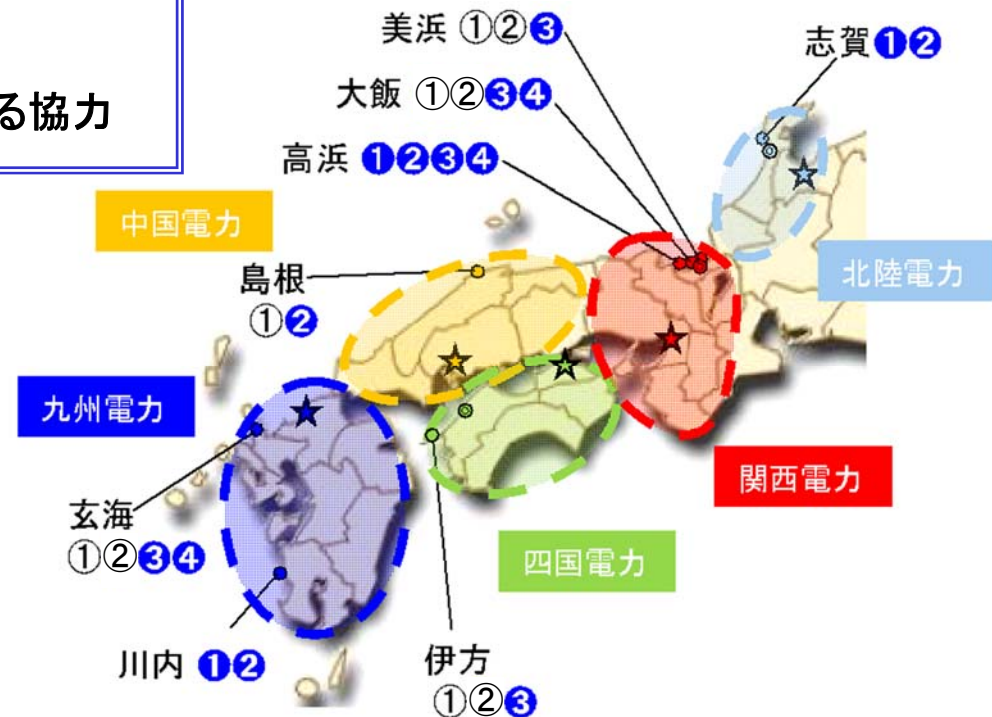 る協力
美浜 ①②❸
志賀❶❷
大飯 ①②❸❹
高浜 ❶❷❸❹
中国電力
北陸電力
島根
①❷
九州電力
関西電力
玄海
①②❸❹
四国電力
川内 ❶❷
伊方
①②❸